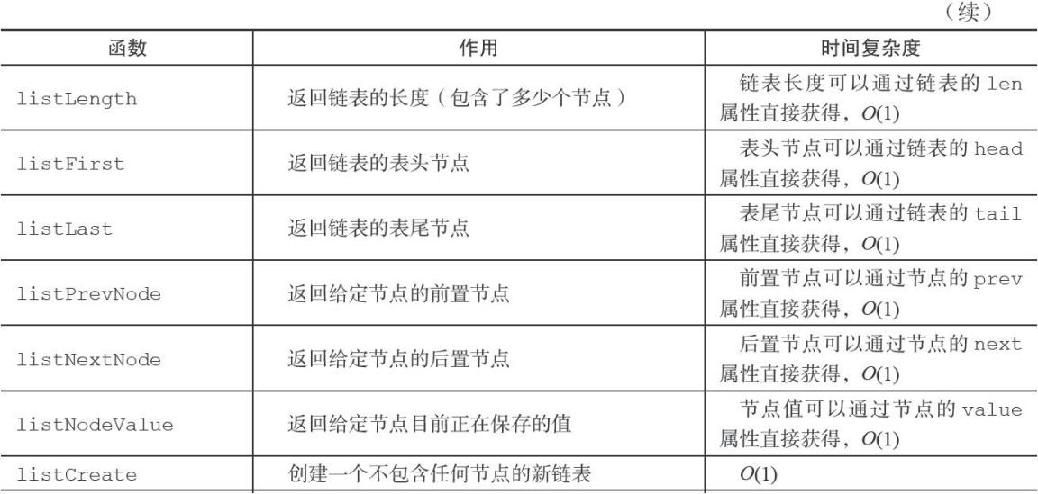 （续）
函数 作用 时间复杂度
listLength 返回链表的长度（包含了多少个节点） 链表长度可以通过链表的 len
属性直接获得，O(1)
listFirst 返回链表的表头节点 表头节点可以通过链表的 head
属性直接获得，O(1)
listLast 返回链表的表尾节点 表尾节点可以通过链表的 tail
属性直接获得，O(1)
listPrevNode 返回给定节点的前置节点 前置节点可以通过节点的 prev
属性直接获得，O(1)
listNextNode 返回给定节点的后置节点 后置节点可以通过节点的 next
属性直接获得，O(1)
listNodeValue 返回给定节点目前正在保存的值 节点值可以通过节点的 value
属性直接获得，O(1)
listCreate 创建一个不包含任何节点的新链表 O(1)